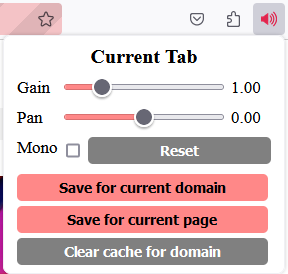 Current Tab
Gain 1.00
Pan 0.00
Mono Reset
Save for current domain
Save for current page
Clear cache for domain